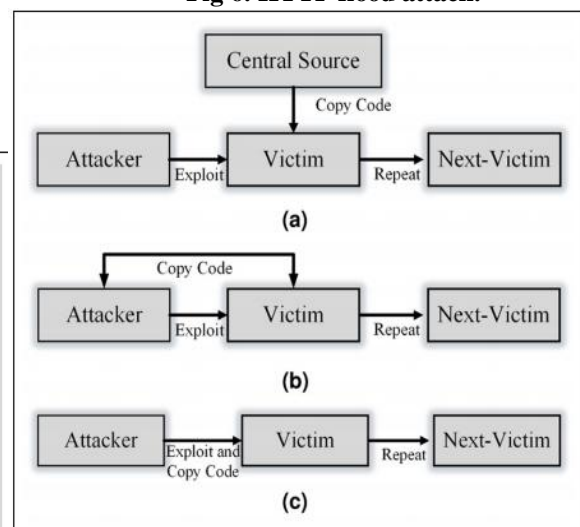 Central Source
Copy Code
Attacker
Exploit
Victim
Repeat
Next-Victim
(a)
Copy Code
Attacker
Exploit
Victim
Repeat
Next-Victim
(b)
Attacker
Exploit and
Copy Code
Victim
Repeat
Next-Victim
(c)